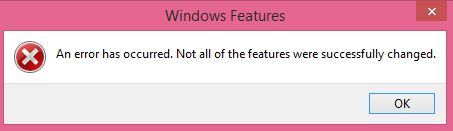 Windows Features
An error has occurred. Not all of the features were successfully changed.
OK